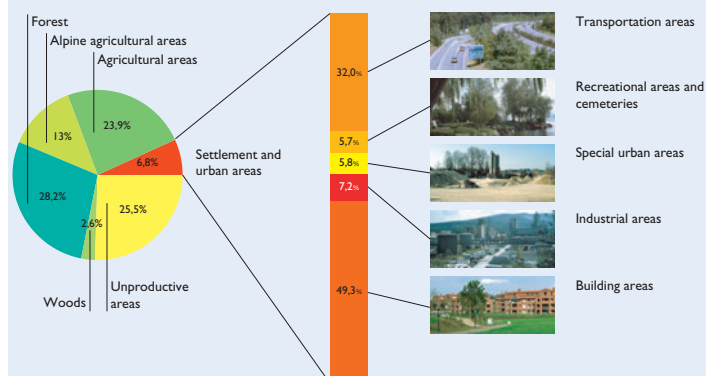 Forest
Alpine agricultural areas
Agricultural areas
23,9%
13%
6,8%
Settlement and
urban areas
28,2%
25,5%
2,6%
Woods
Unproductive
areas
32,0%
5,7%
5,8%
7,2%
49,3%
Transportation areas
Recreational areas and
cemeteries
Special urban areas
Industrial areas
Building areas